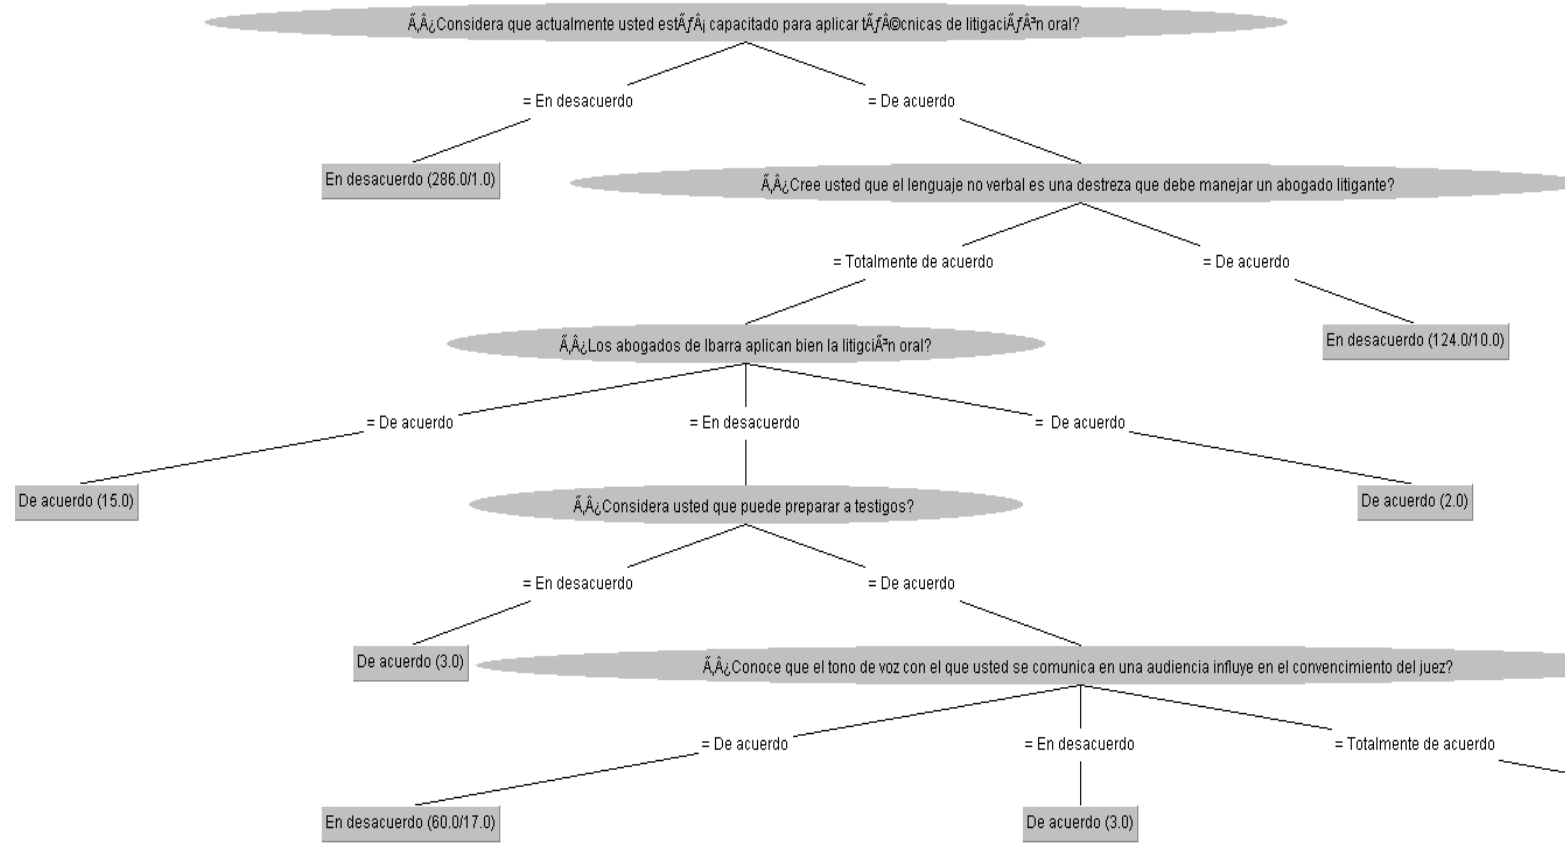 Ã‚Â¿Considera que actualmente usted estÃƒÂ¡ capacitado para aplicar tÃƒÂ©cnicas de litigaciÃƒÂ³n oral?
= En desacuerdo
= De acuerdo
En desacuerdo (286.0/1.0)
Ã‚Â¿Cree usted que el lenguaje no verbal es una destreza que debe manejar un abogado litigante?
= Totalmente de acuerdo
= De acuerdo
Ã‚Â¿Los abogados de Ibarra aplican bien la litigciÃ³n oral?
En desacuerdo (124.0/10.0)
= De acuerdo
= En desacuerdo
=  De acuerdo
De acuerdo (15.0)
Ã‚Â¿Considera usted que puede preparar a testigos?
De acuerdo (2.0)
= En desacuerdo
= De acuerdo
De acuerdo (3.0)
Ã‚Â¿Conoce que el tono de voz con el que usted se comunica en una audiencia influye en el convencimiento del juez?
= De acuerdo
= En desacuerdo
= Totalmente de acuerdo
En desacuerdo (60.0/17.0)
De acuerdo (3.0)